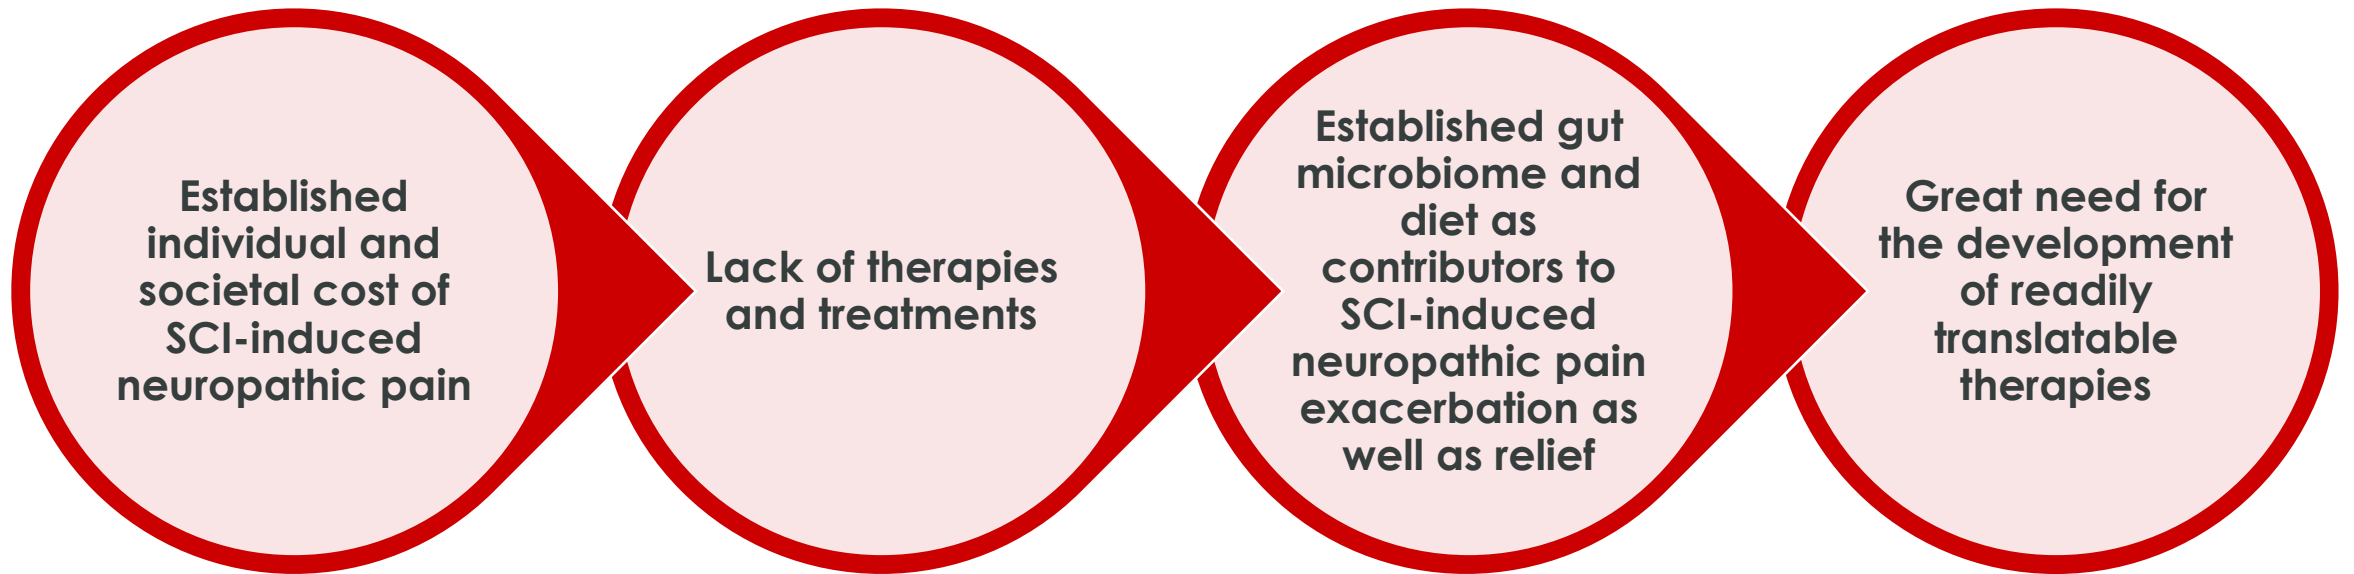 Established
individual and
societal cost of
SCI-induced
neuropathic pain
Lack of therapies
and treatments
Established gut
microbiome and
diet as
contributors to
SCI-induced
neuropathic pain
exacerbation as
well as relief
Great need for
the development
of readily
translatable
therapies